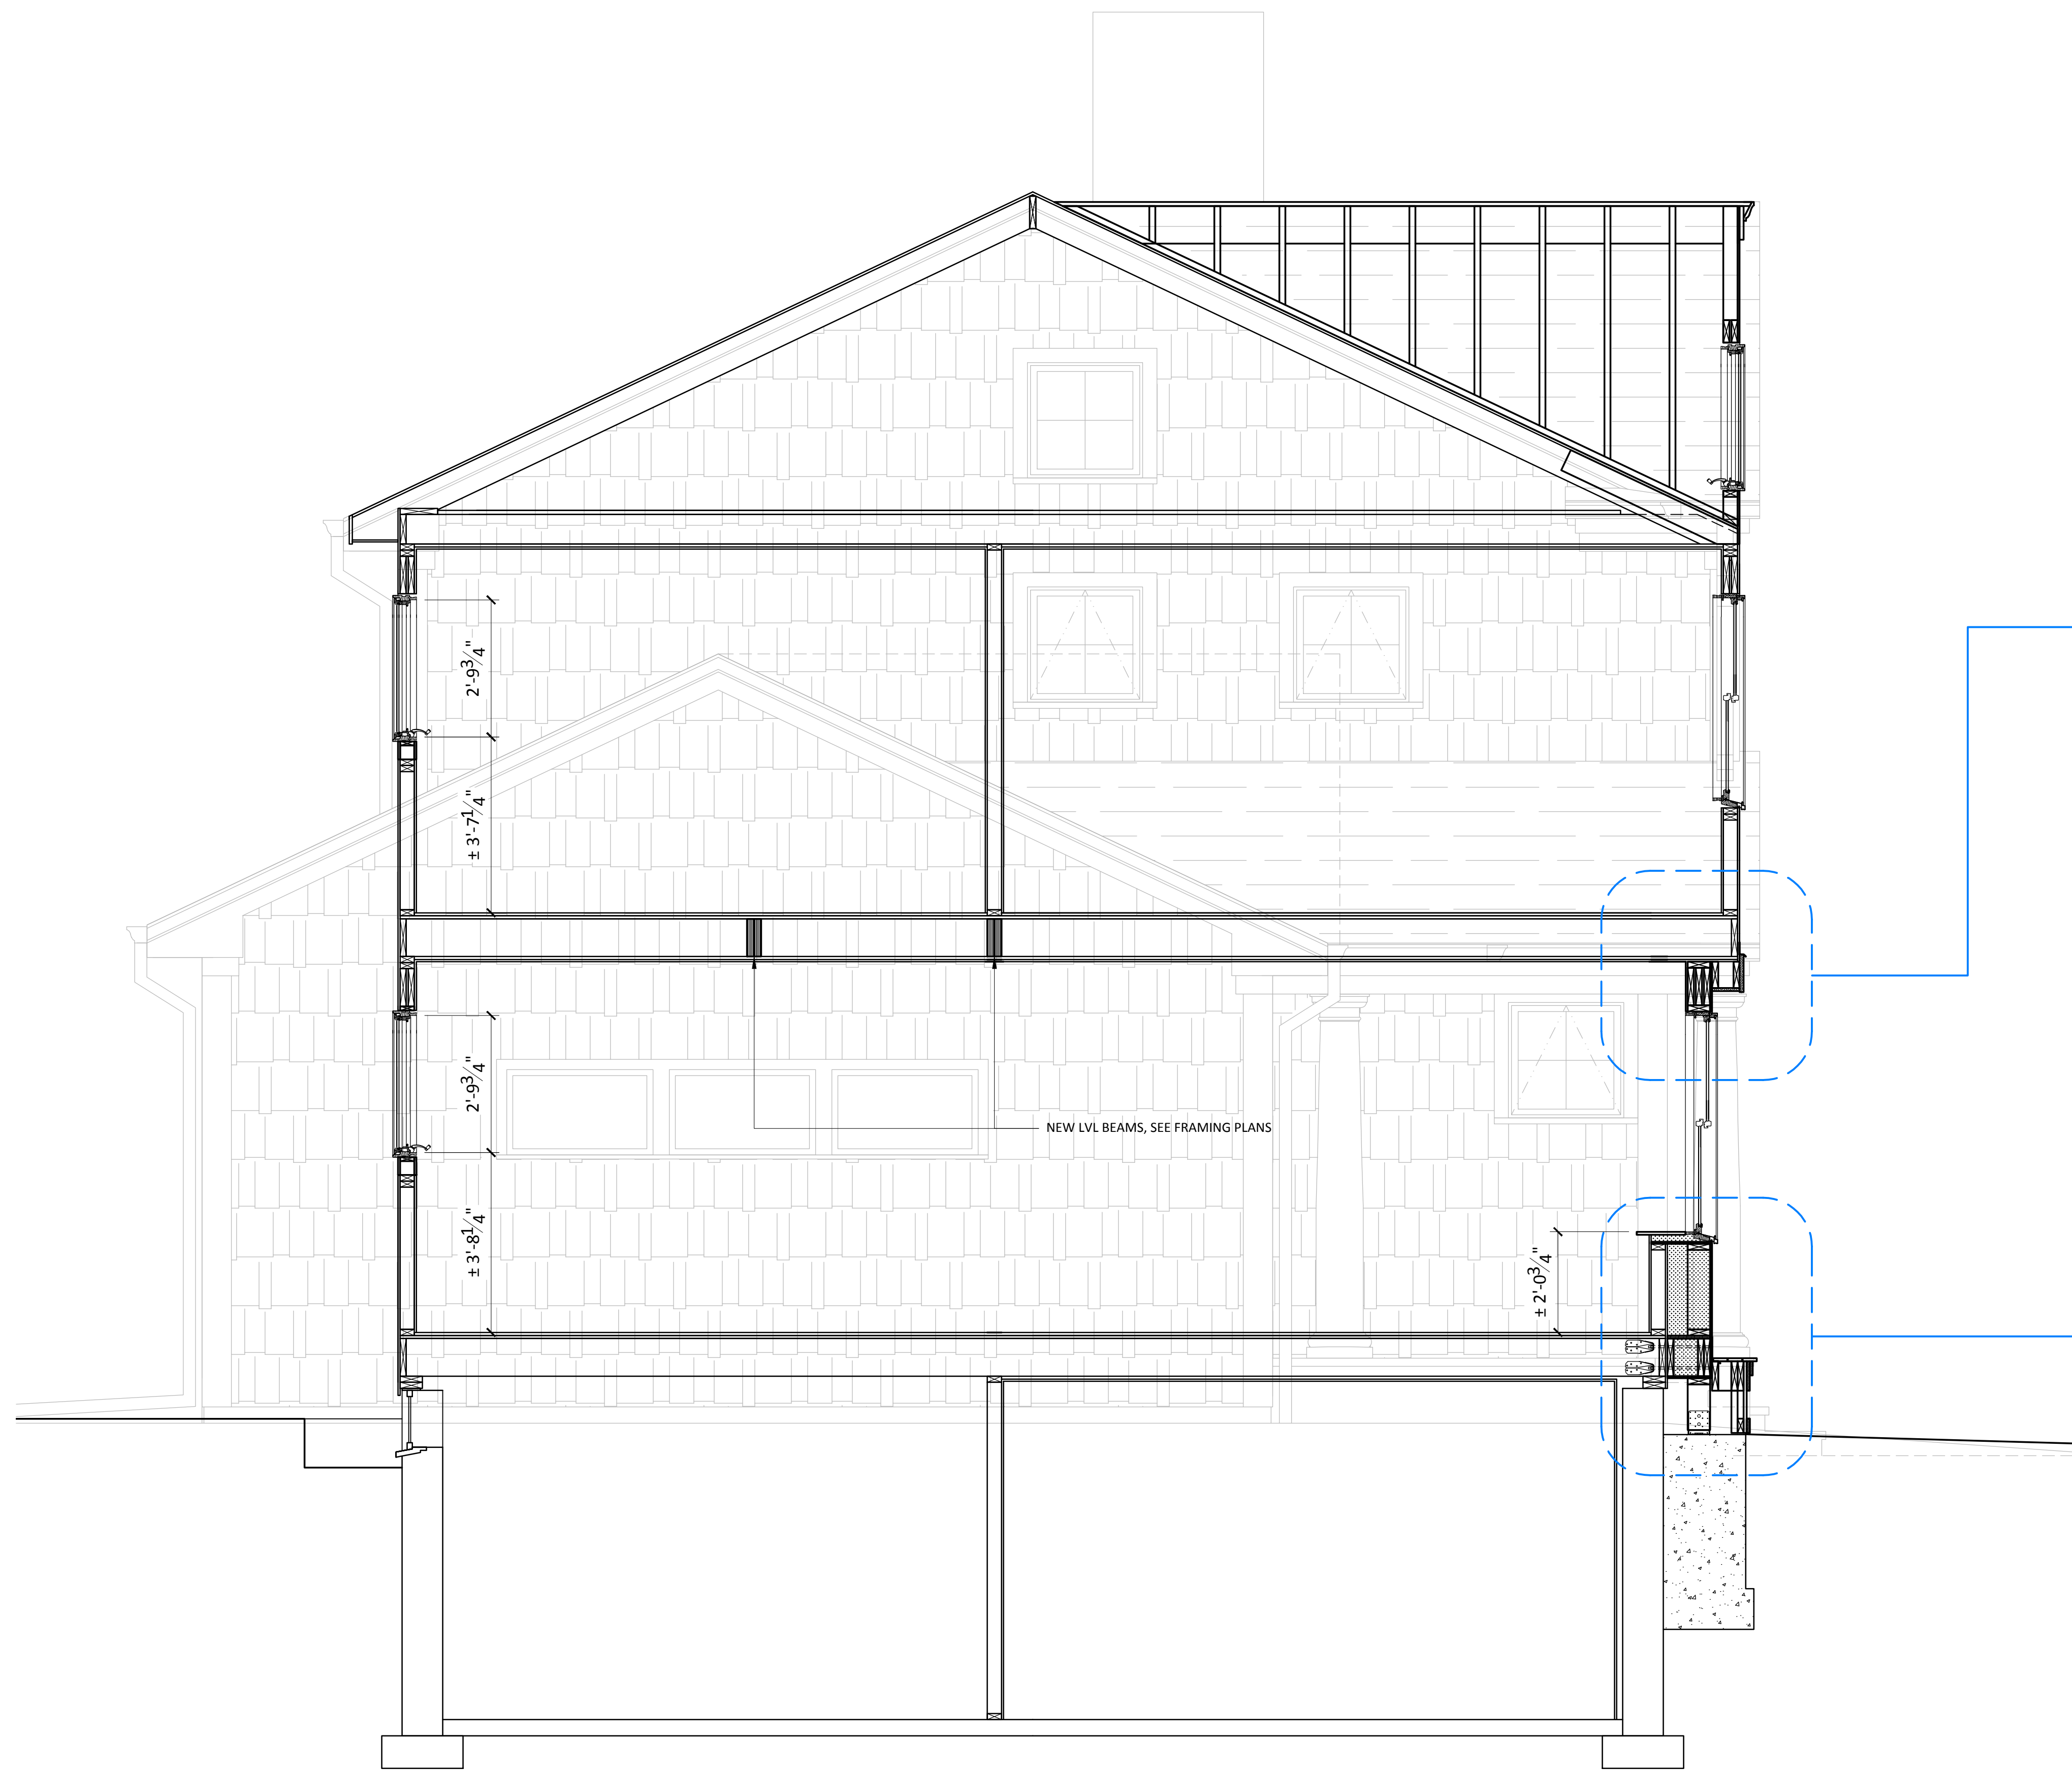 2'-9 3/4"
± 3'-7 1/4"
2'-9 3/4"
NEW LVL BEAMS, SEE FRAMING PLANS
± 3'-8 1/4"
± 2'-0 3/4"